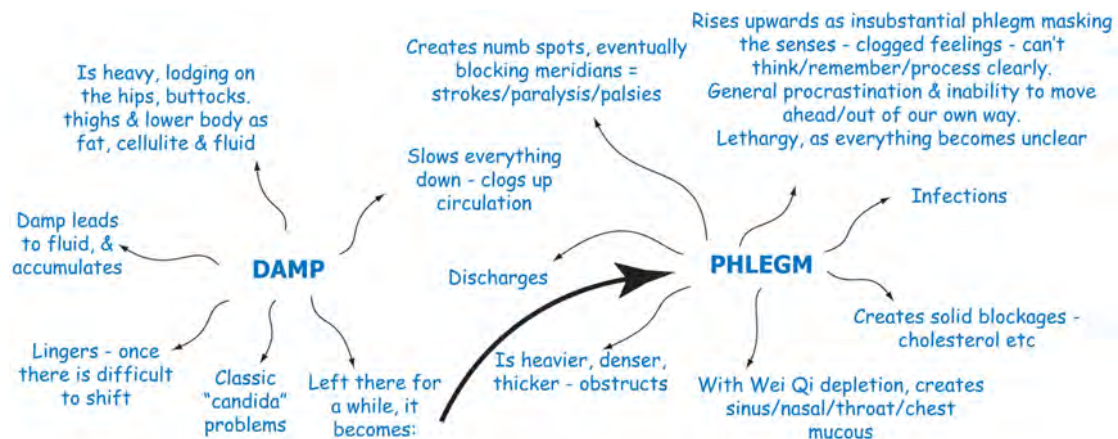 Is heavy, lodging on
the hips, buttocks.
thighs & lower body as
fat, cellulite & fluid
Damp leads
to fluid, &
accumulates
DAMP
Slows everything
down - clogs up
circulation
Lingers - once
there is difficult
to shift
Classic
"candida"
problems
Left there for
a while, it
becomes:
Creates numb spots, eventually
blocking meridians =
strokes/paralysis/palsies
Rises upwards as insubstantial phlegm masking
the senses - clogged feelings - can't
think/remember/process clearly.
General procrastination & inability to move
ahead/out of our own way.
Lethargy, as everything becomes unclear
Infections
PHLEGM
Discharges
Is heavier, denser,
thicker - obstructs
Creates solid blockages -
cholesterol etc
With Wei Qi depletion, creates
sinus/nasal/throat/chest
mucous